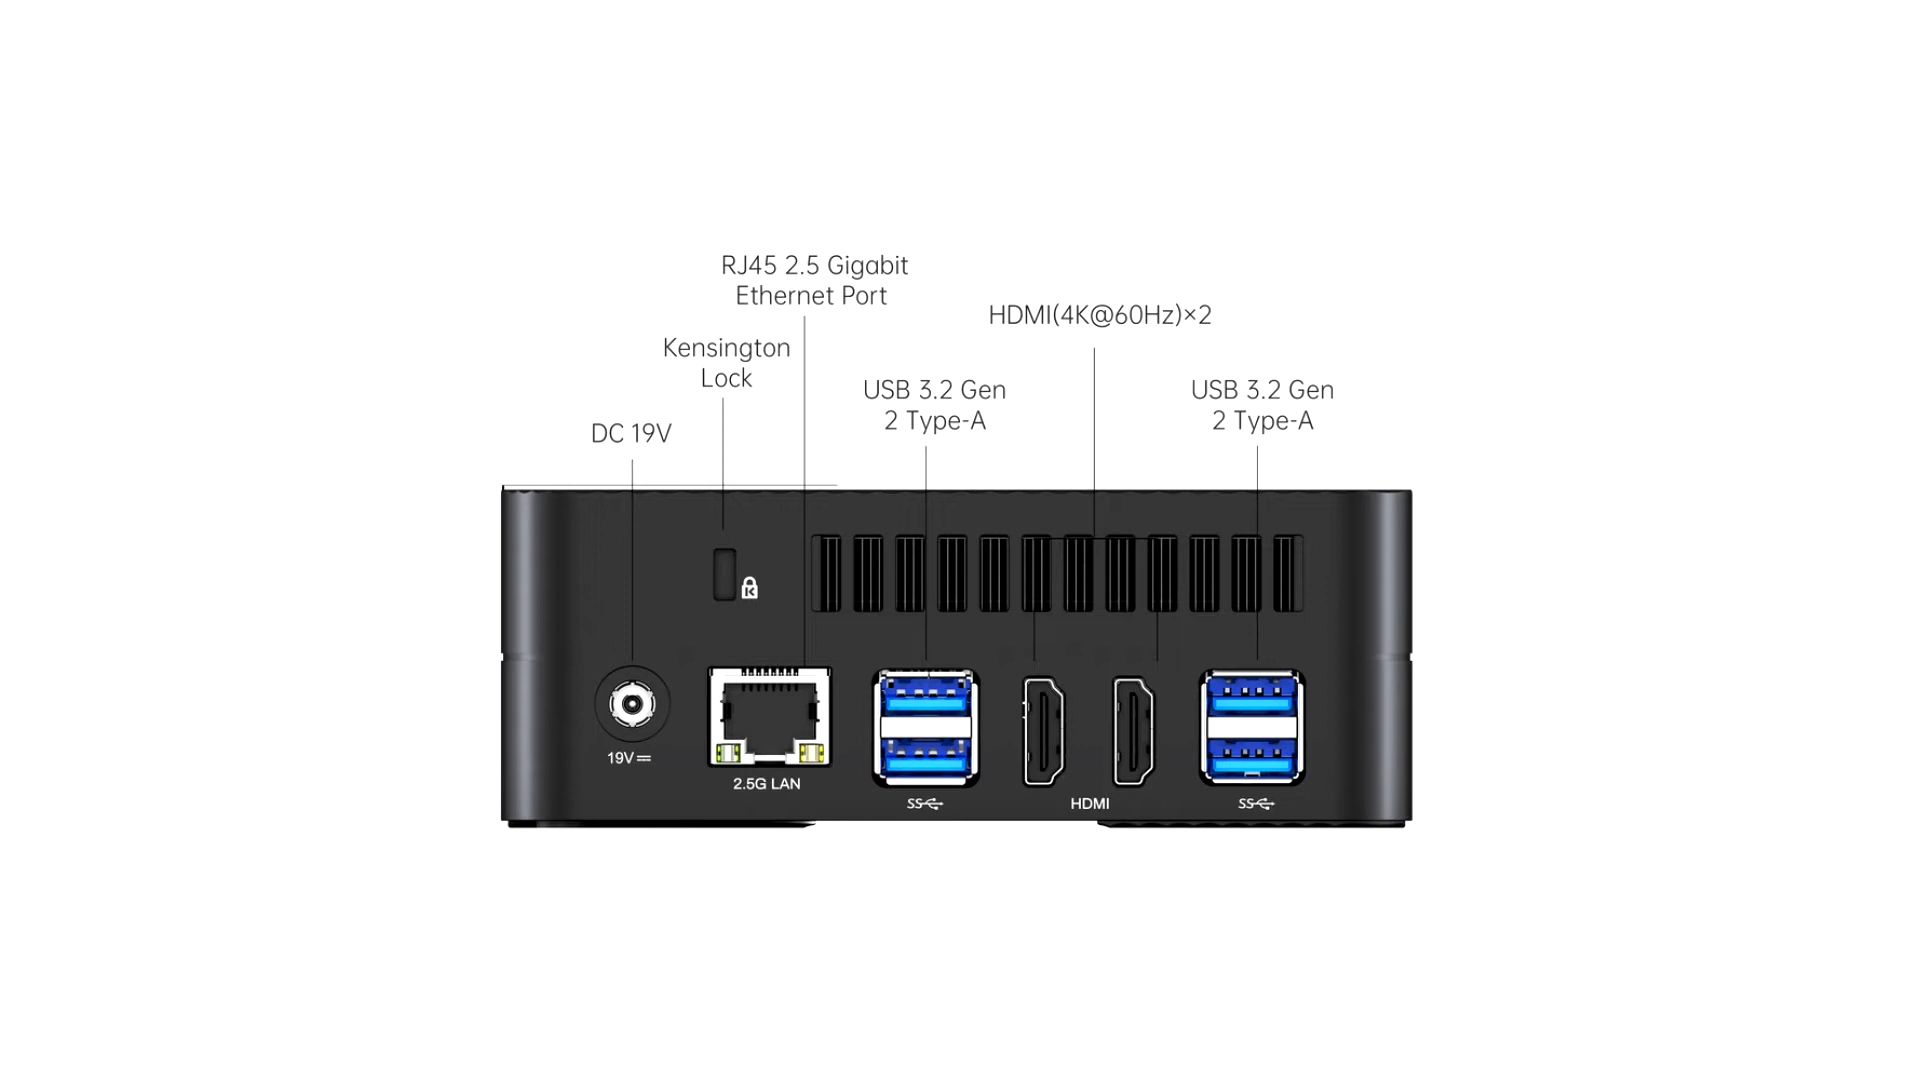 RJ45 2.5 Gigabit
Ethernet Port
HDMI(4K@60Hz)×2
Kensington
Lock
USB 3.2 Gen
2 Type-A
USB 3.2 Gen
2 Type-A
DC 19V
K
19V
2.5G LAN
SS
HDMI
SS